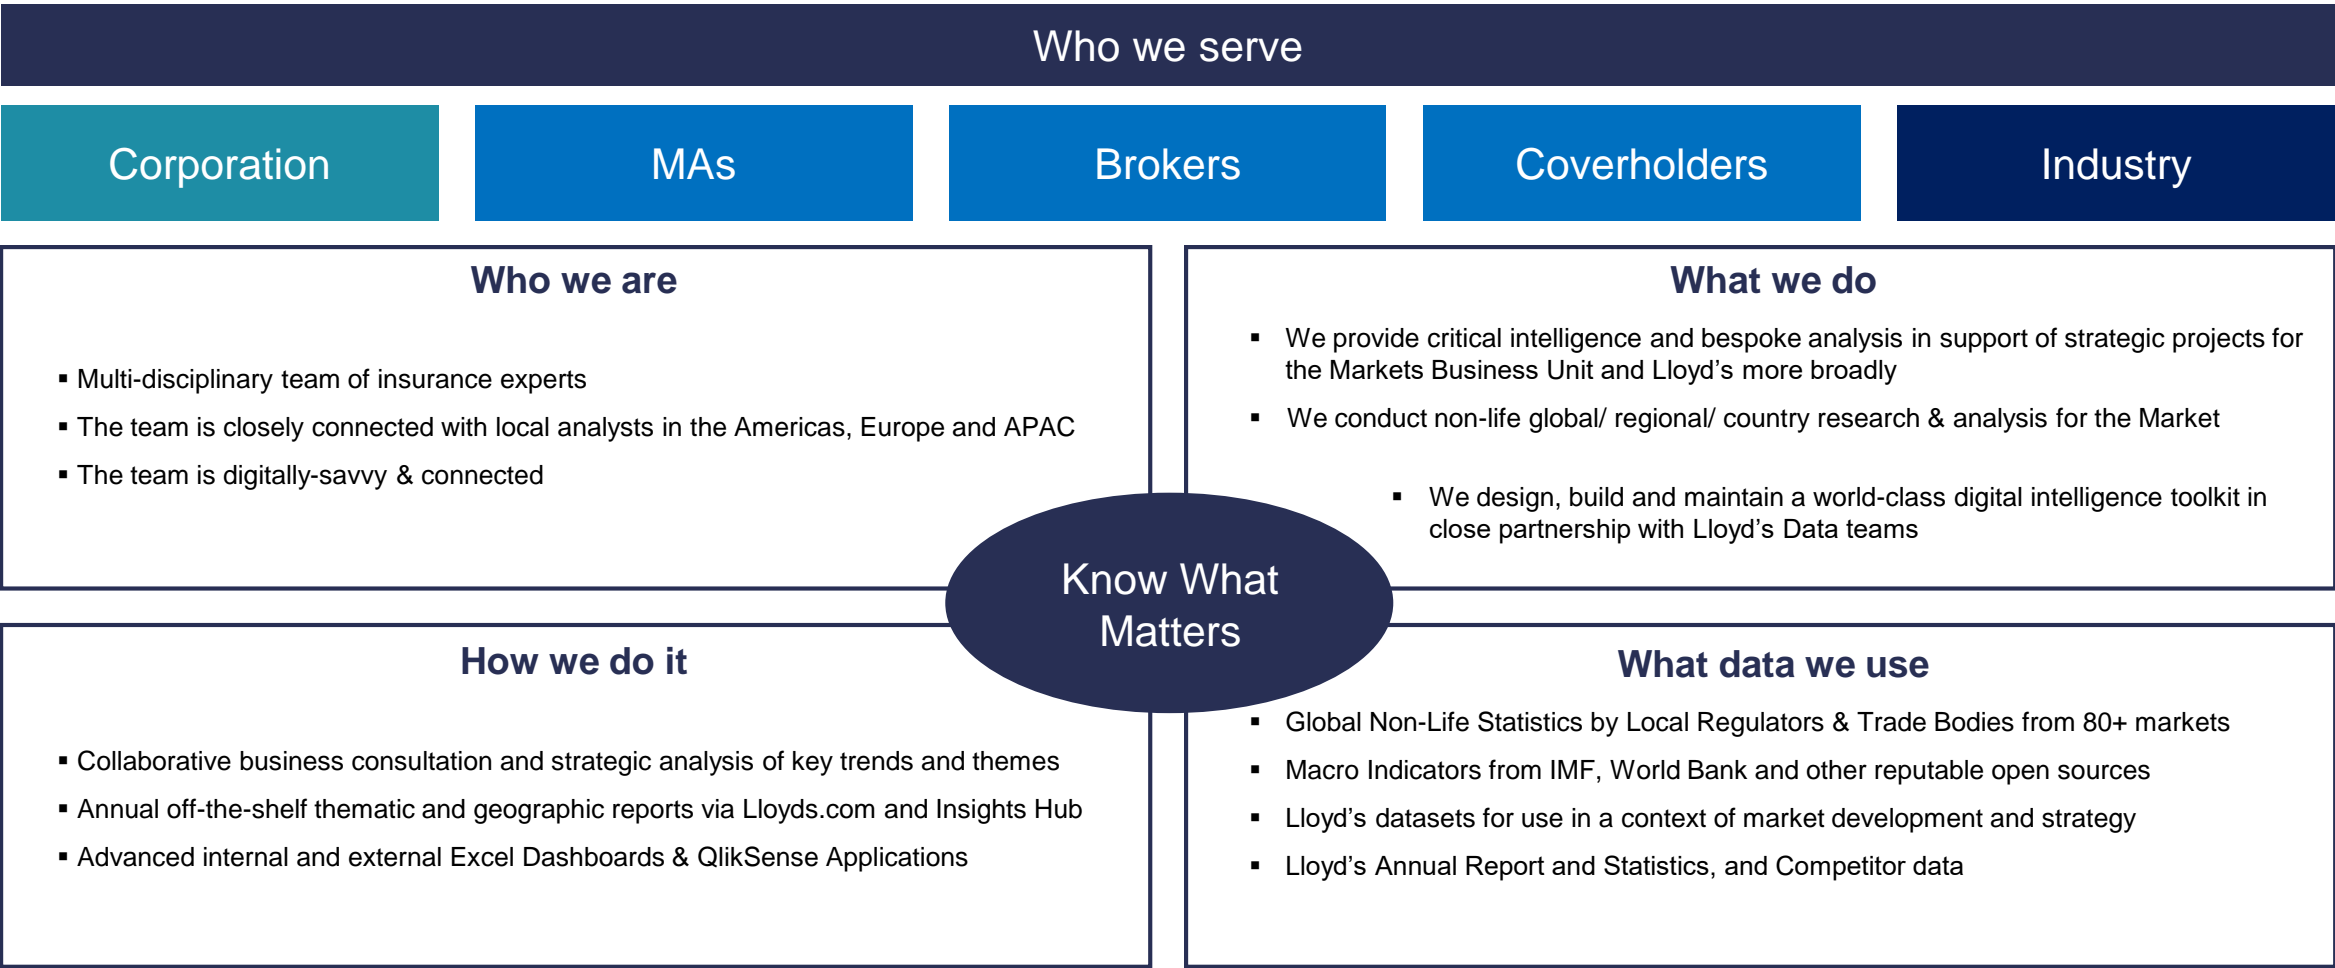 Who we serve
Corporation
MAs
Brokers
Coverholders
Industry
Who we are
▪ Multi-disciplinary team of insurance experts
▪ The team is closely connected with local analysts in the Americas, Europe and APAC
▪ The team is digitally-savvy & connected
What we do
▪ We provide critical intelligence and bespoke analysis in support of strategic projects for
the Markets Business Unit and Lloyd’s more broadly
▪ We conduct non-life global/ regional/ country research & analysis for the Market
▪ We design, build and maintain a world-class digital intelligence toolkit in
close partnership with Lloyd’s Data teams
Know What
Matters
How we do it
▪ Collaborative business consultation and strategic analysis of key trends and themes
▪ Annual off-the-shelf thematic and geographic reports via Lloyds.com and Insights Hub
▪ Advanced internal and external Excel Dashboards & QlikSense Applications
What data we use
▪ Global Non-Life Statistics by Local Regulators & Trade Bodies from 80+ markets
▪ Macro Indicators from IMF, World Bank and other reputable open sources
▪ Lloyd’s datasets for use in a context of market development and strategy
▪ Lloyd’s Annual Report and Statistics, and Competitor data